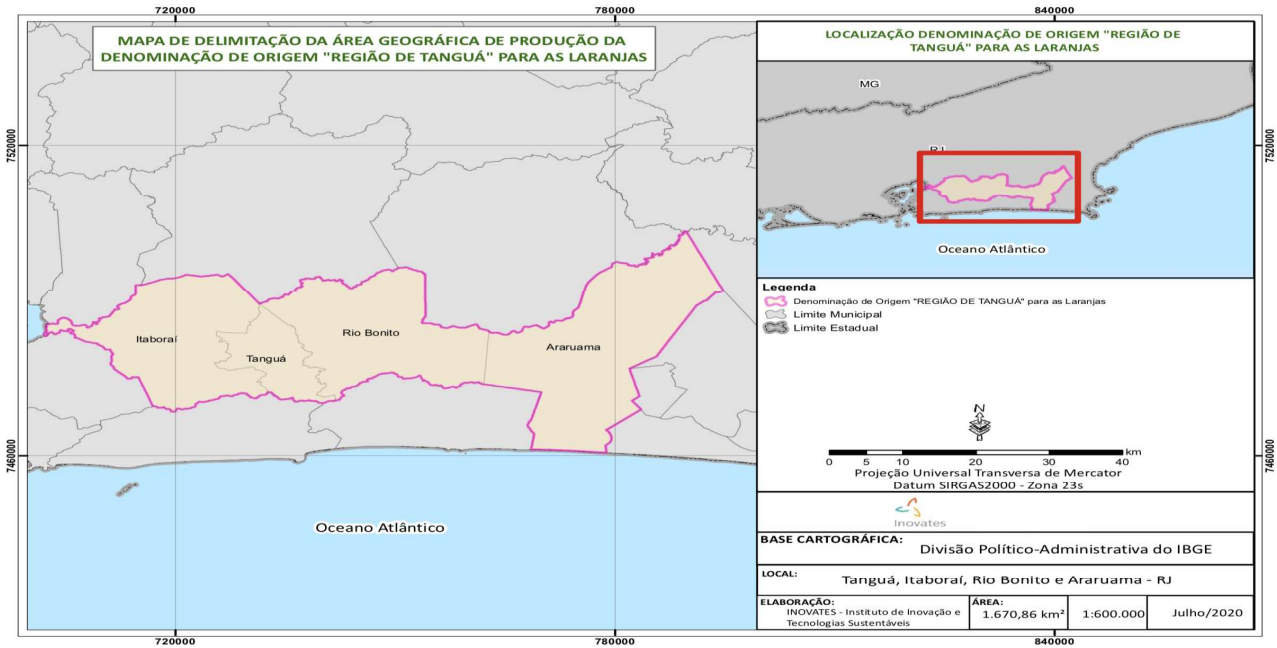 720000
780000
840000
MAPA DE DELIMITAÇÃO DA ÁREA GEOGRÁFICA DE PRODUÇÃO DA
DENOMINAÇÃO DE ORIGEM "REGIÃO DE TANGUÁ" PARA AS LARANJAS
7520000
7460000
Itaboraí
Tanguá
Rio Bonito
Araruama
Oceano Atlântico
LOCALIZAÇÃO DENOMINAÇÃO DE ORIGEM "REGIÃO DE
TANGUÁ" PARA AS LARANJAS
MG
RJ
Oceano Atlântico
7520000
7460000
Legenda
Denominação de Origem "REGIÃO DE TANGUÁ" para as Laranjas
Limite Municipal
Limite Estadual
N
0 5 10 20 30 40 km
Projeção Universal Transversa de Mercator
Datum SIRGAS2000 - Zona 23s
Inovates
BASE CARTOGRÁFICA: Divisão Político-Administrativa do IBGE
LOCAL: Tanguá, Itaboraí, Rio Bonito e Araruama - RJ
ELABORAÇÃO:
INOVATES - Instituto de Inovação e
Tecnologias Sustentáveis
ÁREA:
1.670,86 km²
1:600.000
Julho/2020
720000
780000
840000